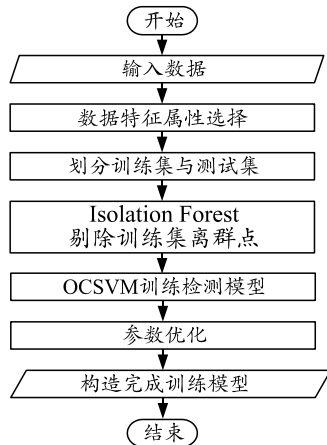 开始
输入数据
数据特征属性选择
划分训练集与测试集
Isolation Forest
剔除训练集离群点
OCSVM训练检测模型
参数优化
构造完成训练模型
结束